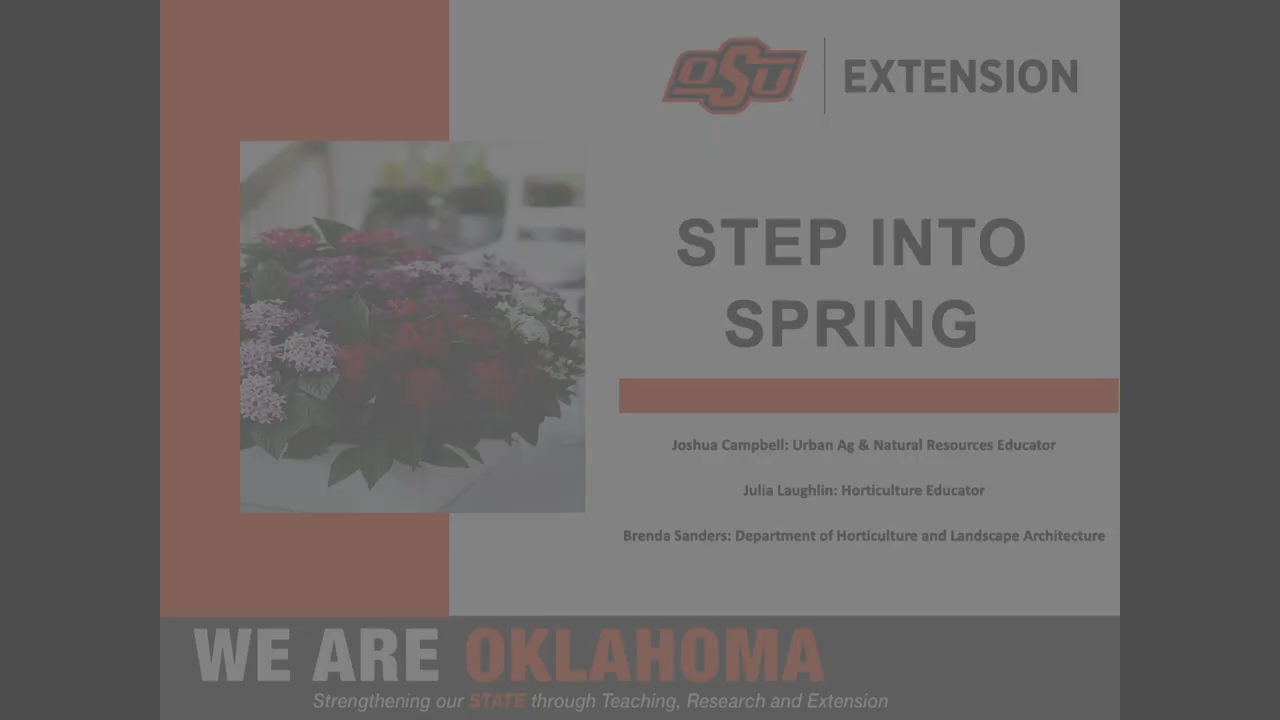 OSU EXTENSION
STEP INTO
SPRING
Joshua Campbell: Urban Ag & Natural Resources Educator
Julia Laughlin: Horticulture Educator
Brenda Sanders: Department of Horticulture and Landscape Architecture
WE ARE OKLAHOMA
Strengthening our STATE through Teaching, Research and Extension